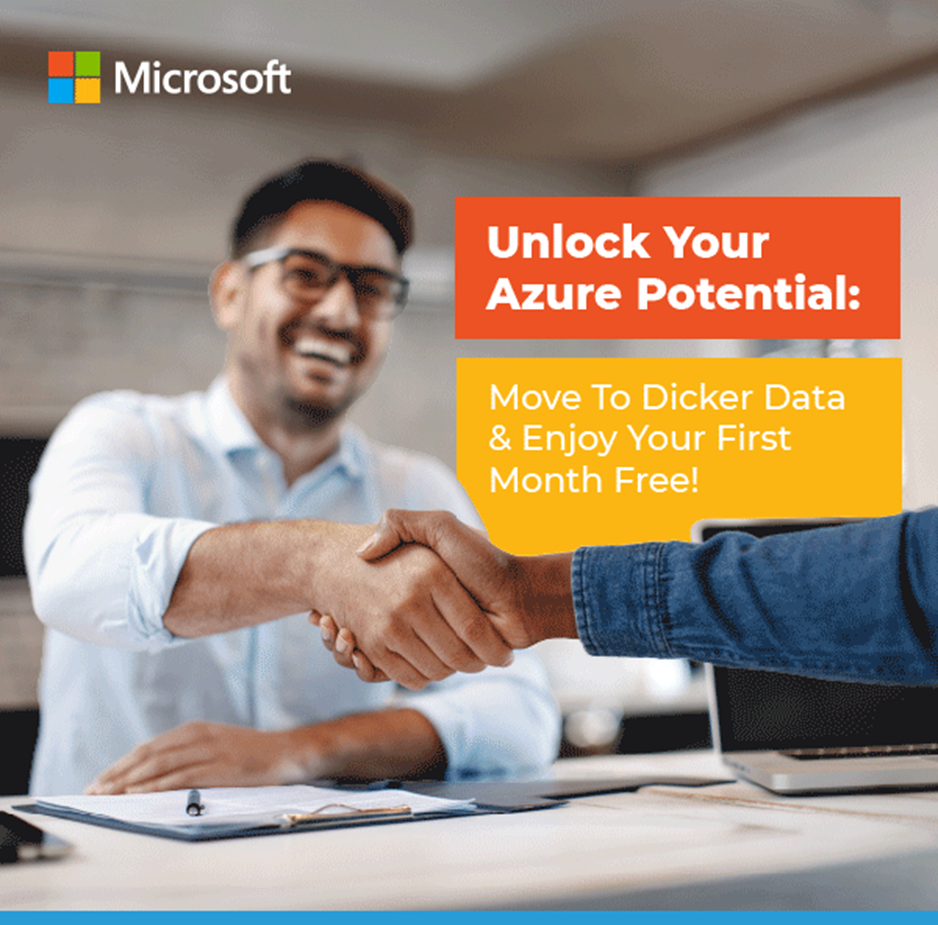 Microsoft
Unlock Your
Azure Potential:
Move To Dicker Data
& Enjoy Your First
Month Free!